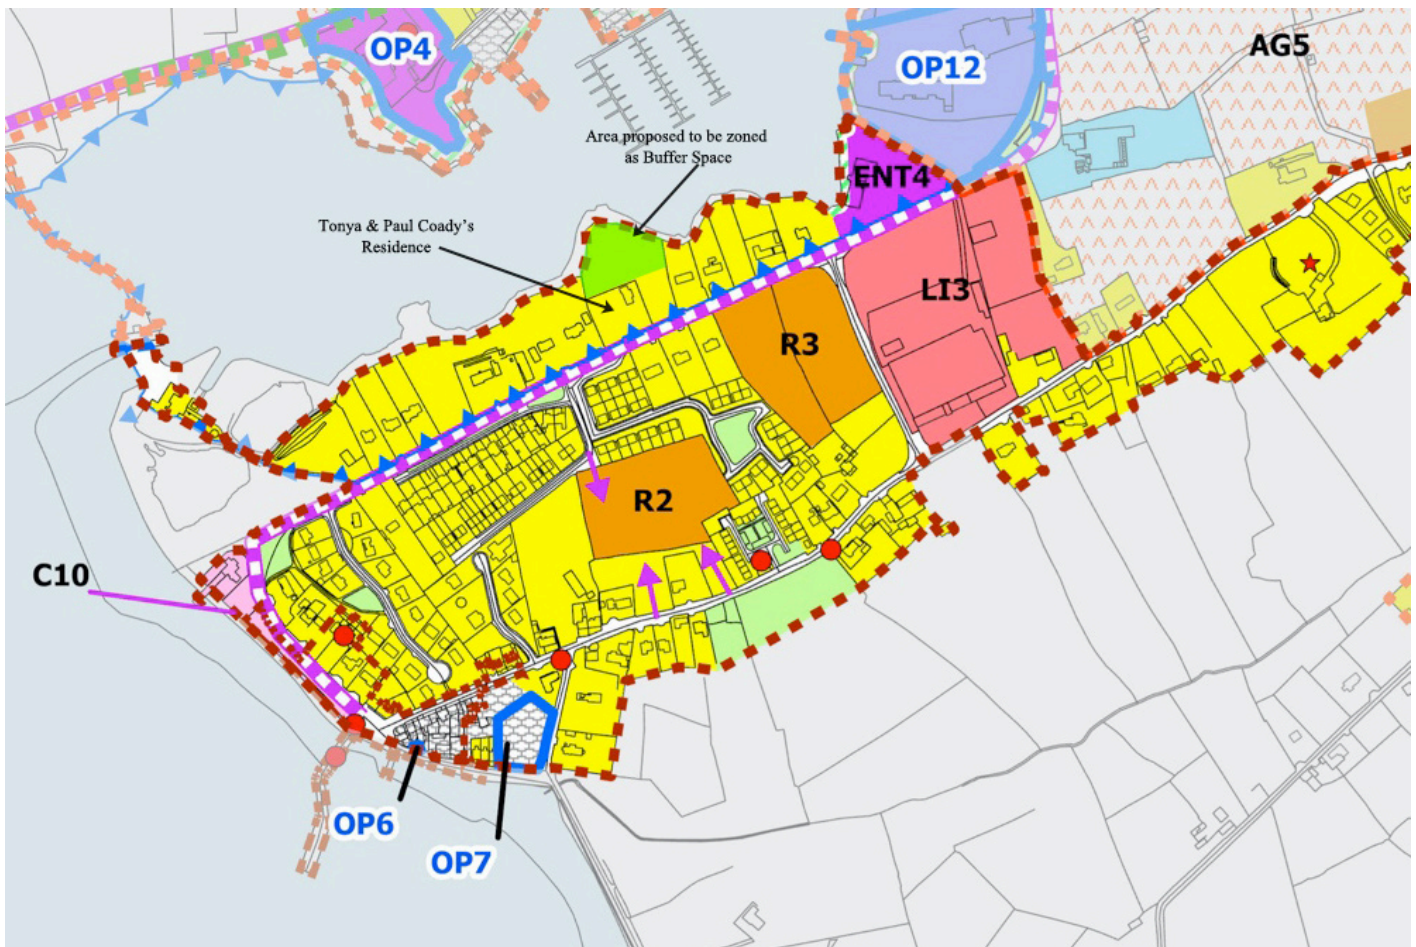 OP4
AG5
OP12
Area proposed to be zoned
as Buffer Space
ENT4
Tonya & Paul Coady's
Residence
LI3
R3
R2
C10
OP6
OP7